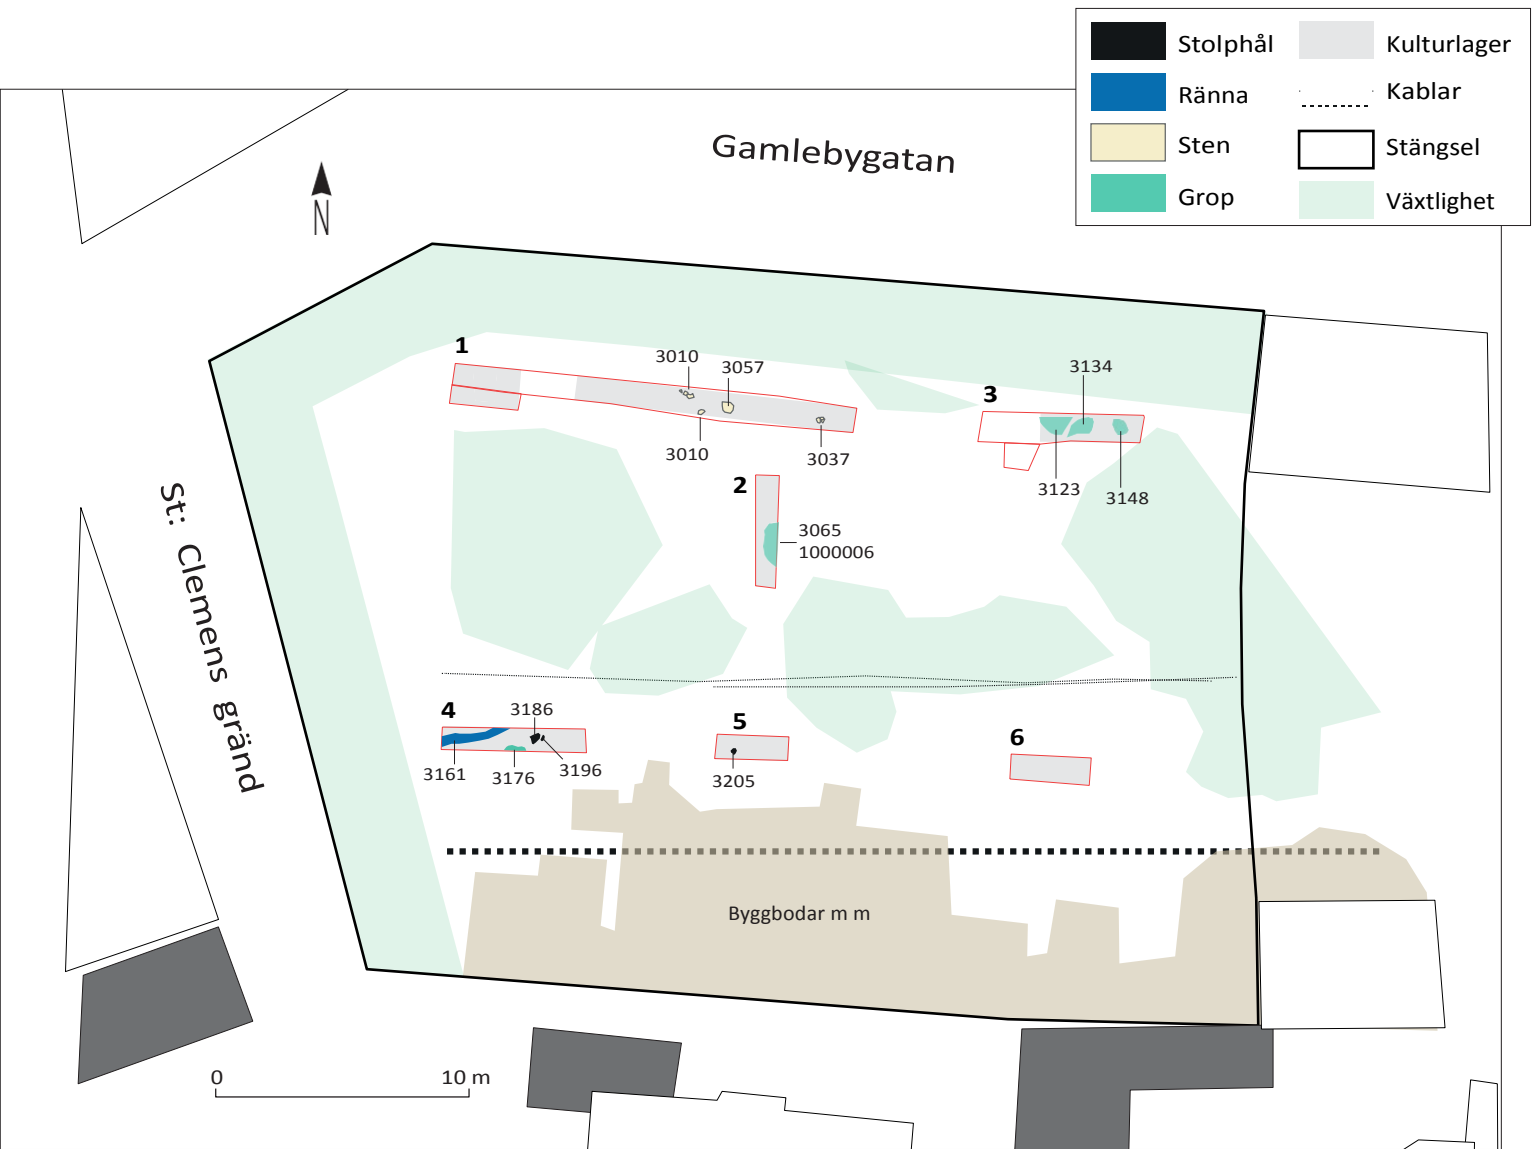 Stolphål
Kulturlager
Ränna
Kablar
Sten
Stängsel
Grop
Växtlighet
Gamlebygatan
N
1
3010
3057
3010
3037
3
3134
3123
3148
2
3065
1000006
St: Clemens gränd
4
3186
3161
3176
3196
5
3205
6
Byggbodar m m
0
10 m